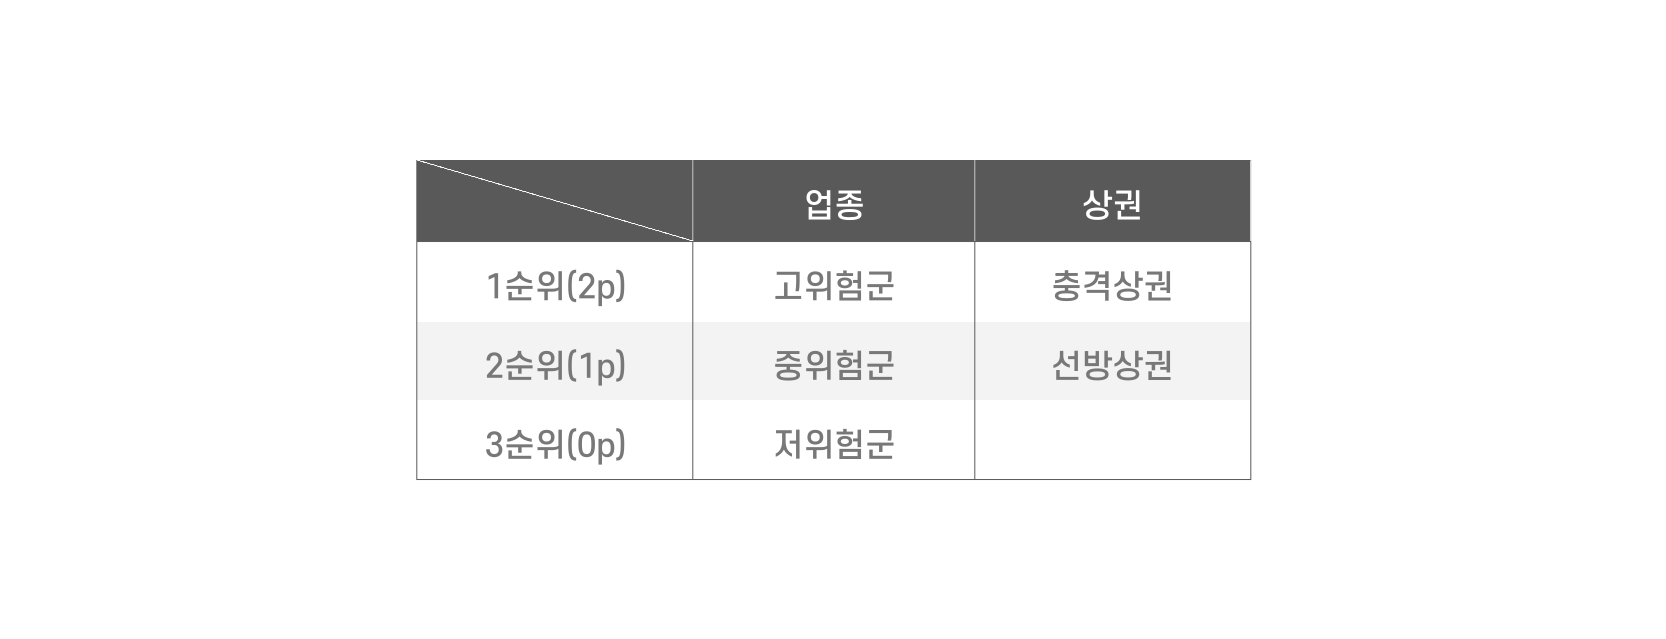 업종 상권
1순위(2p) 고위험군 충격상권
2순위(1p) 중위험군 선방상권
3순위(0p) 저위험군